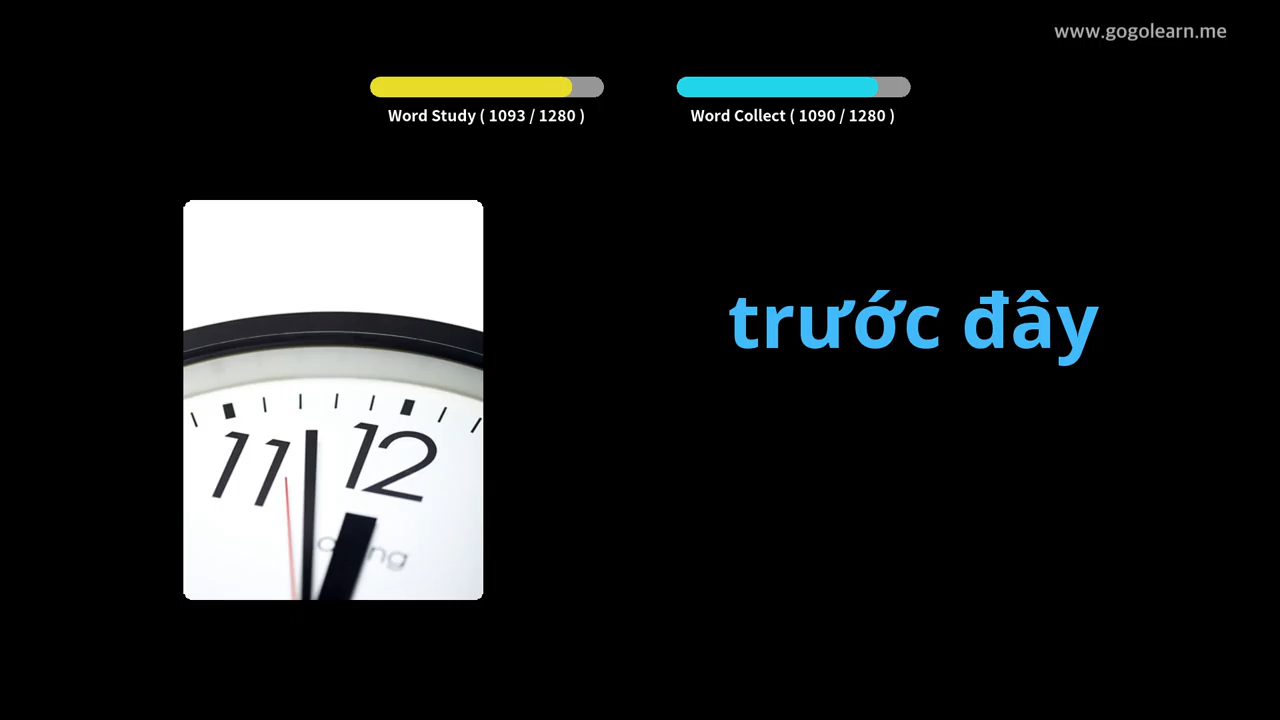 www.gogolearn.me
Word Study ( 1093 / 1280 )
Word Collect ( 1090 / 1280 )
trước đây
11 12